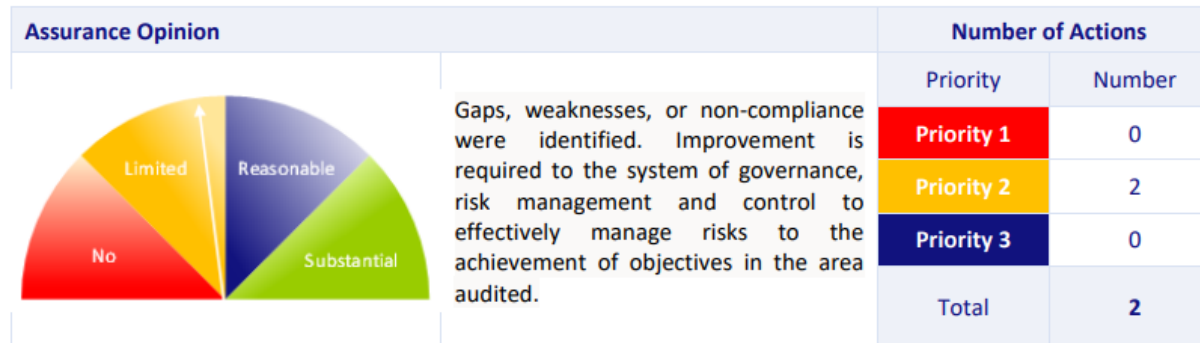 Assurance Opinion
Number of Actions
Limited
Reasonable
No
Substantial
Gaps, weaknesses, or non-compliance
were identified. Improvement is
required to the system of governance,
risk management and control to
effectively manage risks to the
achievement of objectives in the area
audited.
Priority Number
Priority 1 0
Priority 2 2
Priority 3 0
Total 2